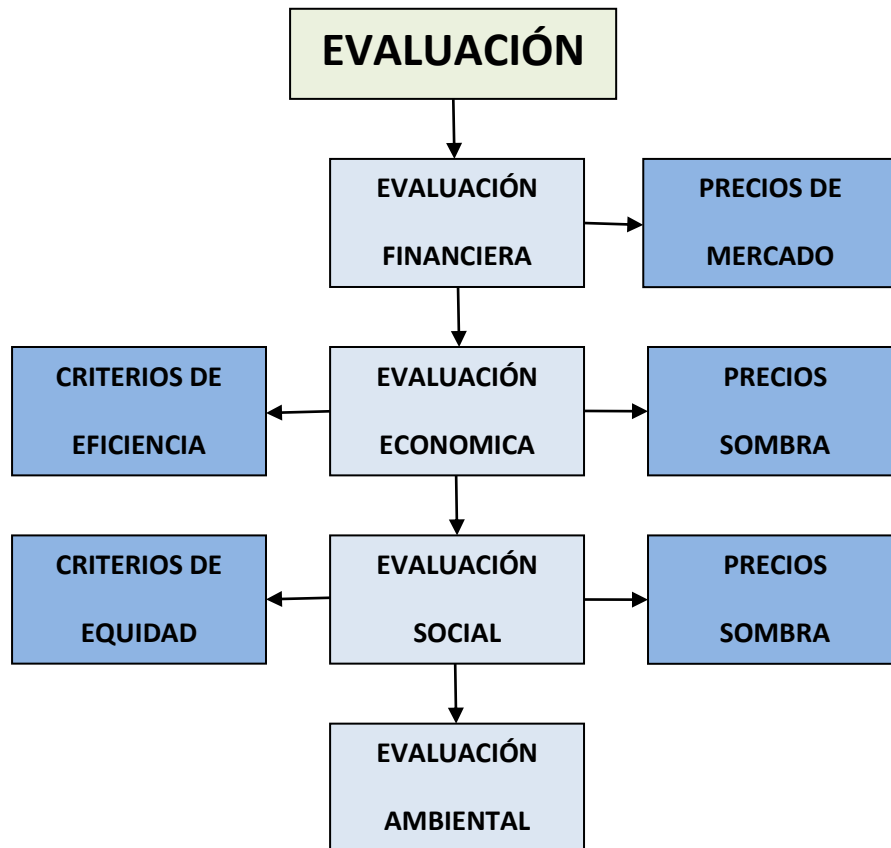 EVALUACIÓN
EVALUACIÓN
FINANCIERA
PRECIOS DE
MERCADO
CRITERIOS DE
EFICIENCIA
EVALUACIÓN
ECONOMICA
PRECIOS
SOMBRA
CRITERIOS DE
EQUIDAD
EVALUACIÓN
SOCIAL
PRECIOS
SOMBRA
EVALUACIÓN
AMBIENTAL